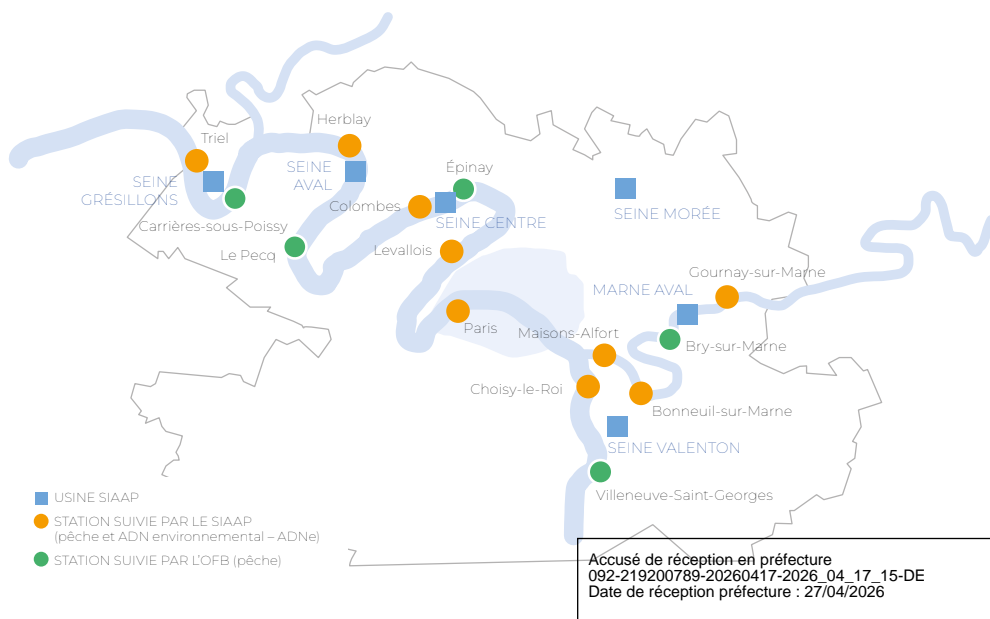 Herblay
Triel
Épinay
SEINE
AVAL
SEINE
GRÉSILLONS
Colombes
SEINE CENTRE
SEINE MORÉE
Carrières-sous-Poissy
Le Pecq
Levallois
Gournay-sur-Marne
MARNE AVAL
Paris
Maisons-Alfort
Bry-sur-Marne
Choisy-le-Roi
Bonneuil-sur-Marne
SEINE VALENTON
Villeneuve-Saint-Georges
USINE SIAAP
STATION SUIVIE PAR LE SIAAP
(pêche et ADN environnemental – ADNe)
STATION SUIVIE PAR L'OFB (pêche)
Accusé de réception en préfecture
092-219200789-20260417-2026_04_17_15-DE
Date de réception préfecture : 27/04/2026